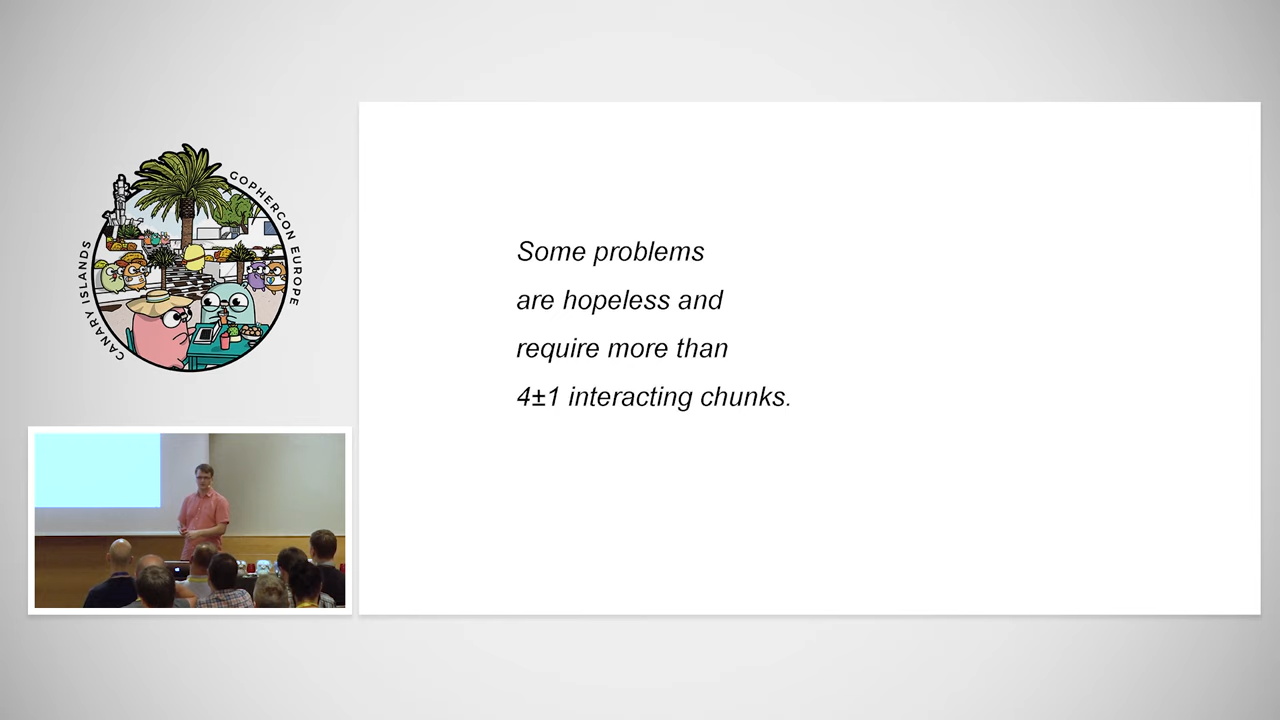 GOPHERCON EUROPE
CANARY ISLANDS
Some problems
are hopeless and
require more than
4±1 interacting chunks.